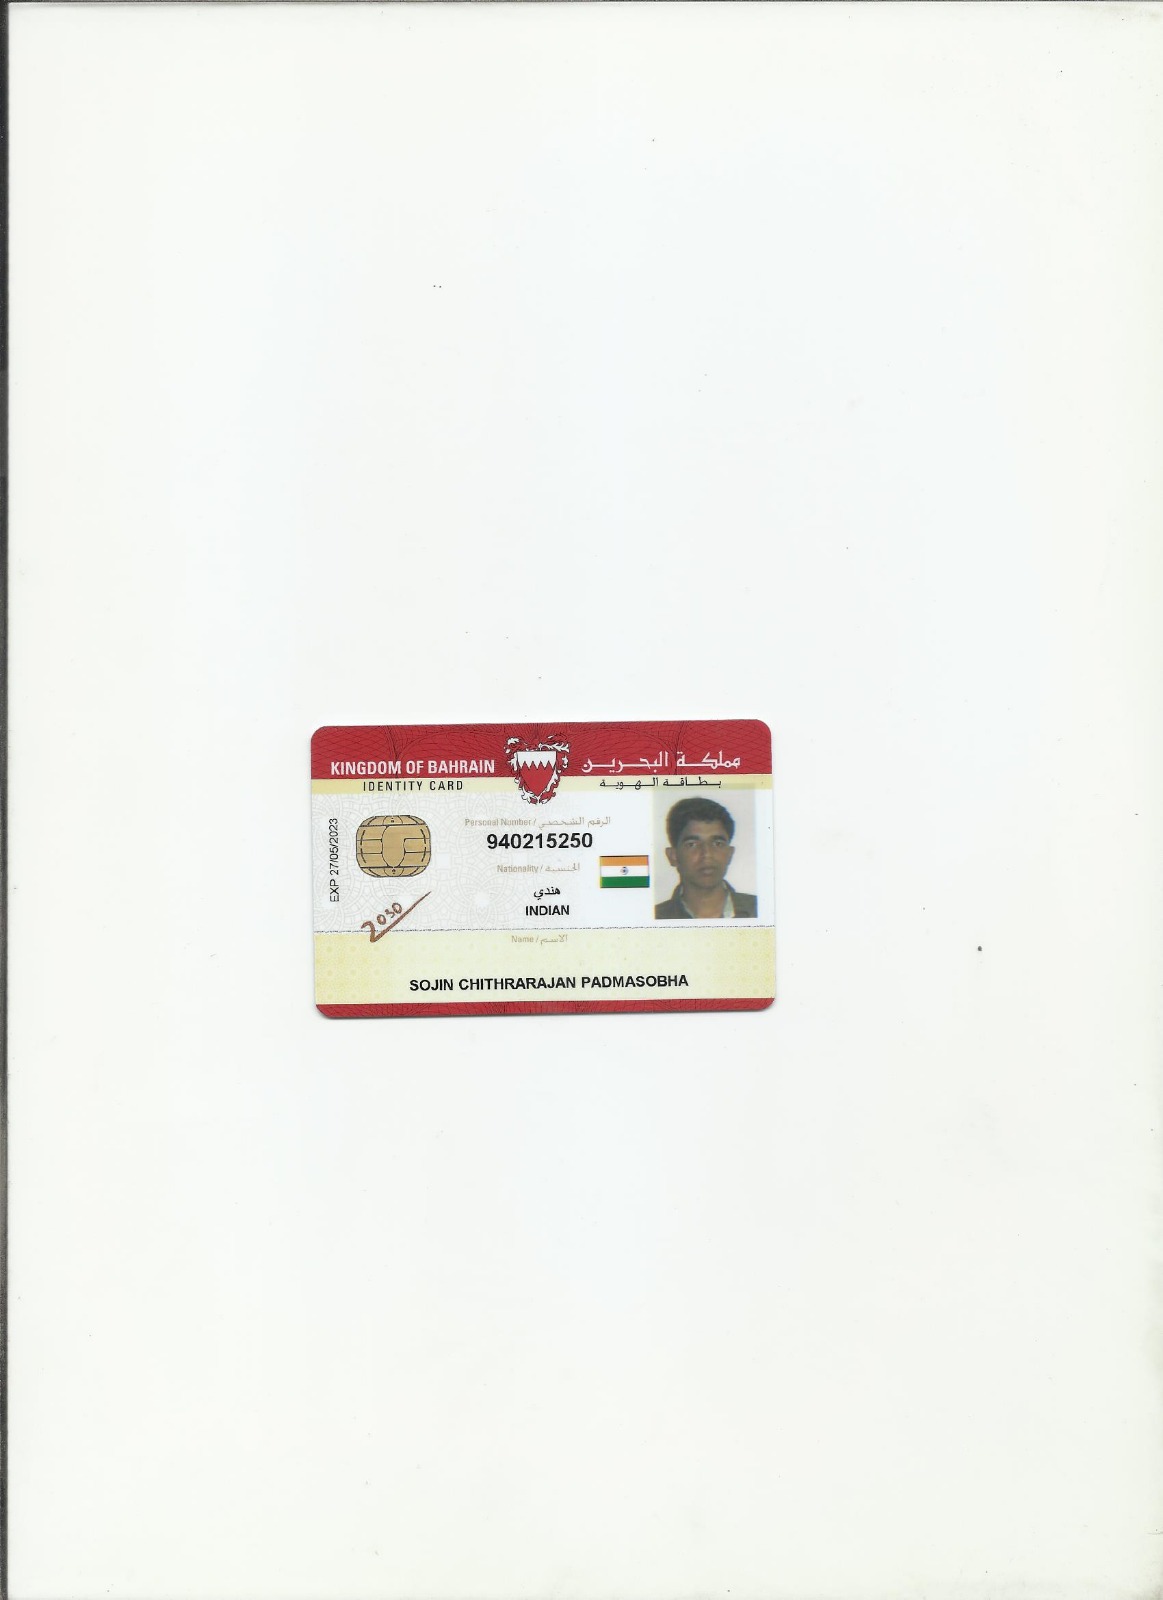 KINGDOM OF BAHRAIN مملكة البحرين
IDENTITY CARD بطاقة الهوية
Personal Number / الرقم الشخصي
940215250
Nationality / الجنسية
هندي
INDIAN
EXP 27/05/2023
2030
Name / الاسم
SOJIN CHITHRARAJAN PADMASOBHA